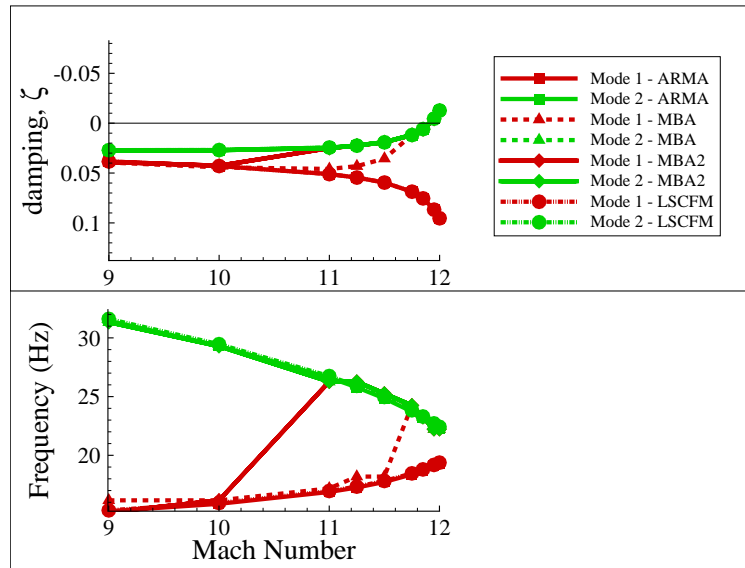 damping, ζ
-0.05
0
0.05
0.1
9
10
11
12
Mode 1 - ARMA
Mode 2 - ARMA
Mode 1 - MBA
Mode 2 - MBA
Mode 1 - MBA2
Mode 2 - MBA2
Mode 1 - LSCFM
Mode 2 - LSCFM
Frequency (Hz)
30
25
20
9
10
11
12
Mach Number